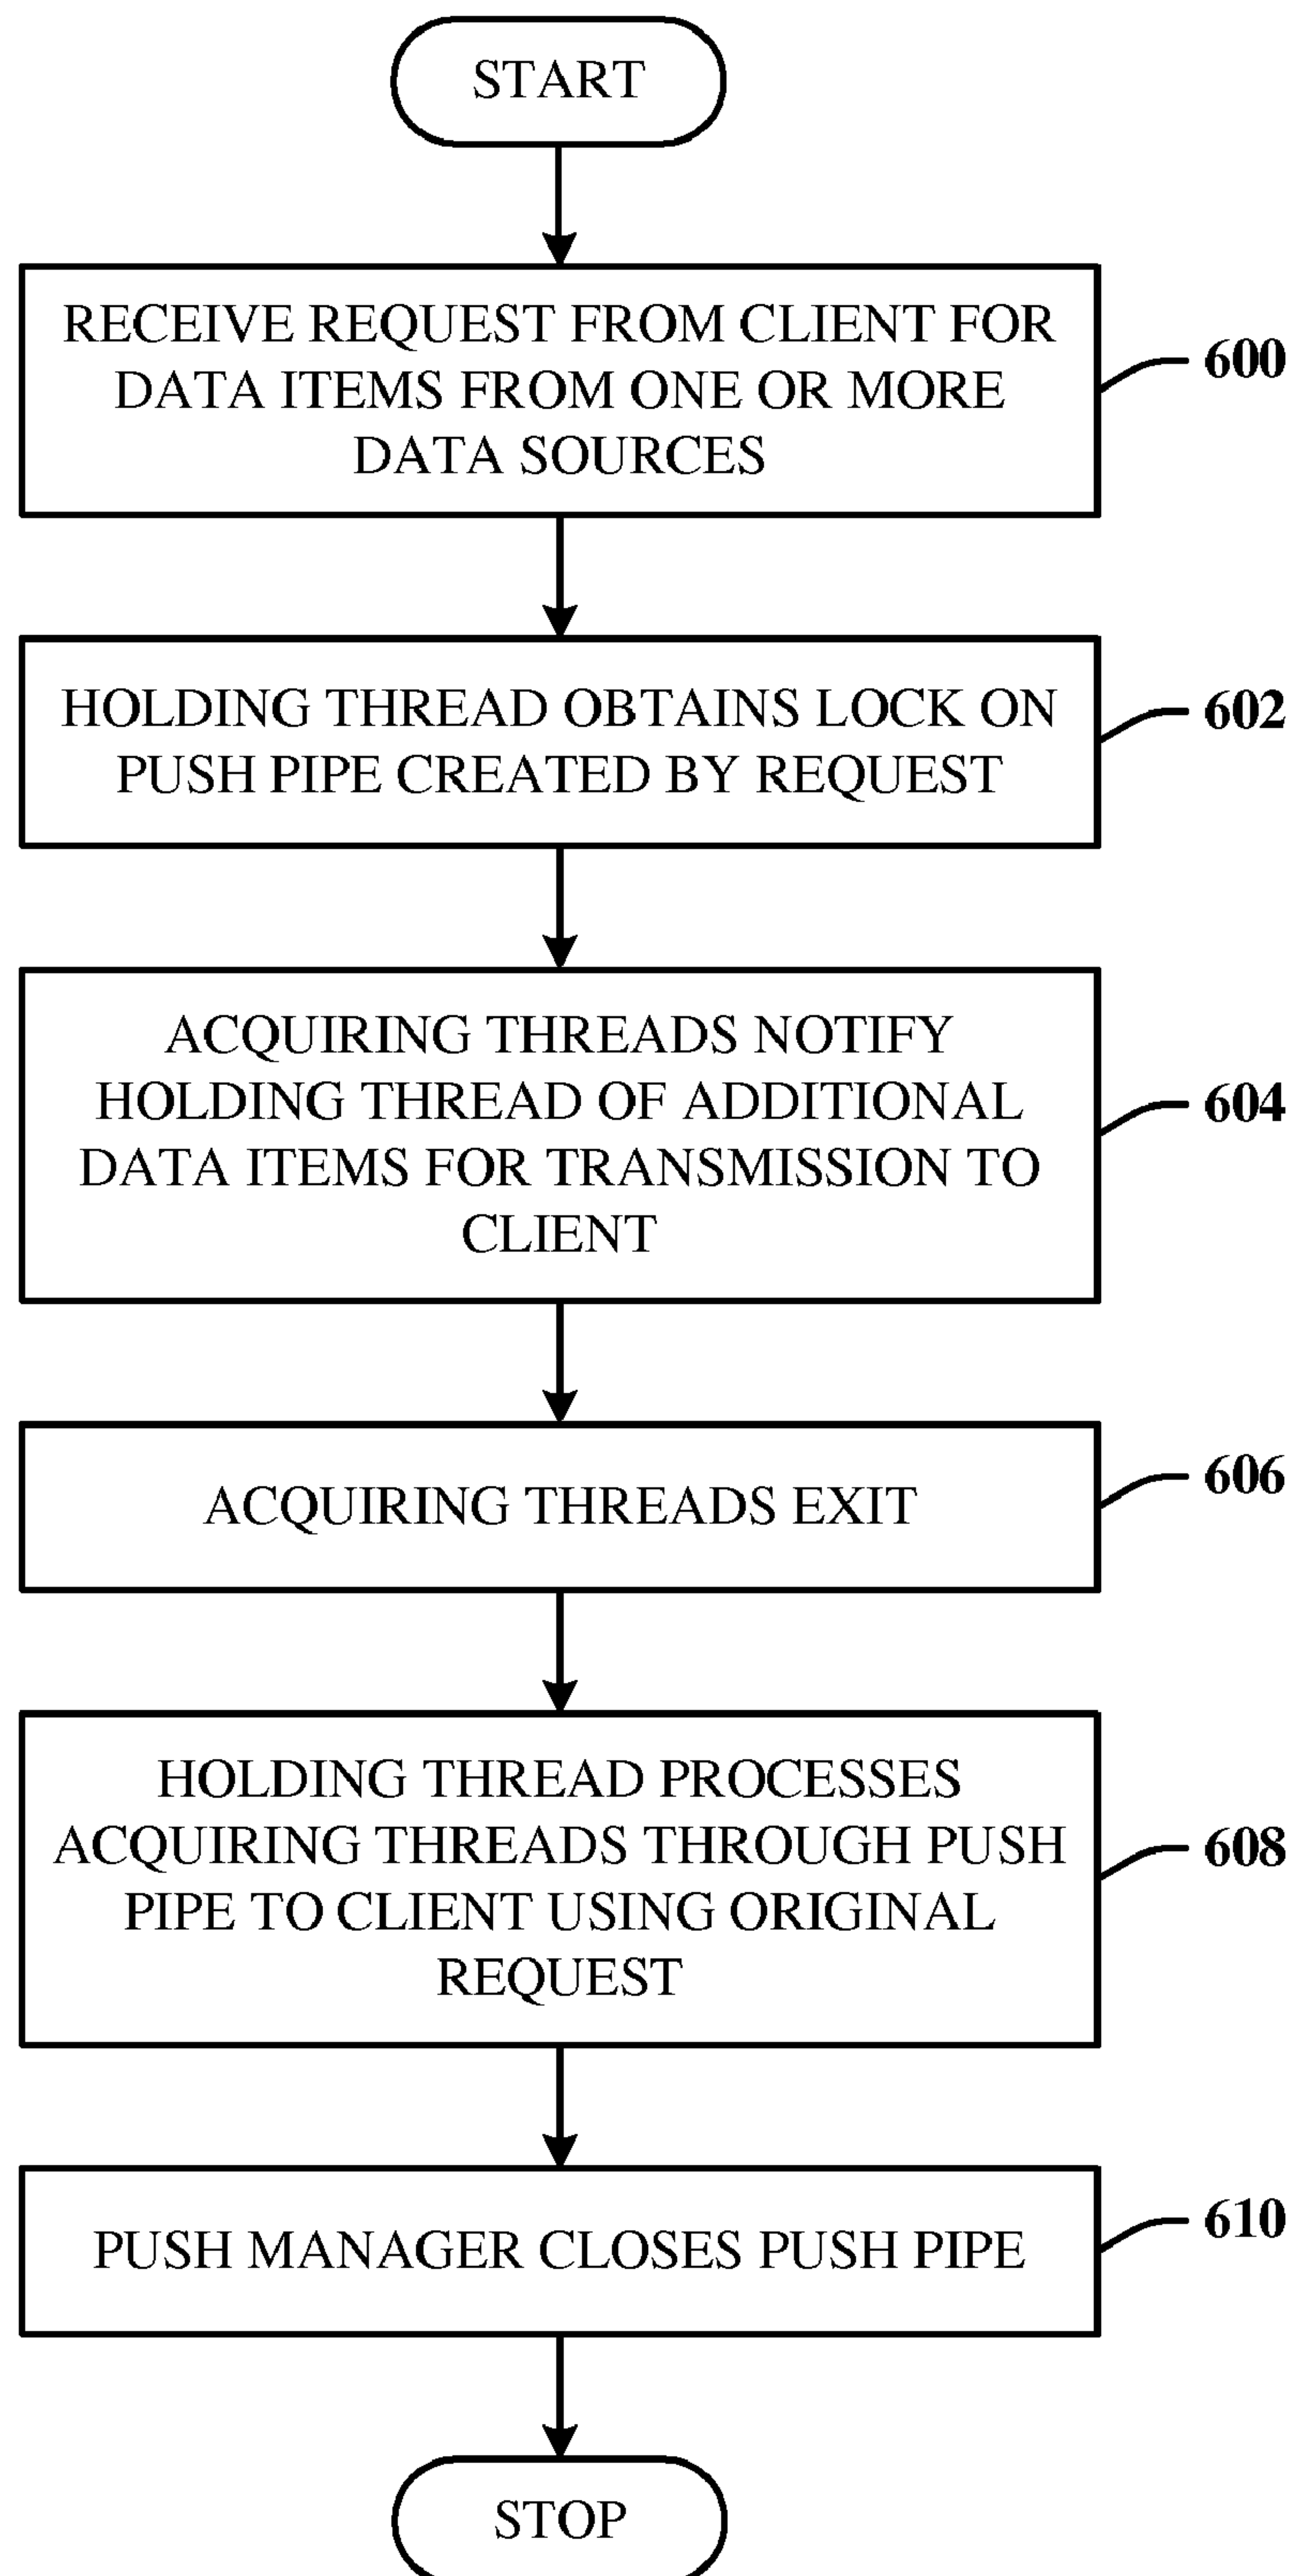 START
RECEIVE REQUEST FROM CLIENT FOR
DATA ITEMS FROM ONE OR MORE
DATA SOURCES
600
HOLDING THREAD OBTAINS LOCK ON
PUSH PIPE CREATED BY REQUEST
602
ACQUIRING THREADS NOTIFY
HOLDING THREAD OF ADDITIONAL
DATA ITEMS FOR TRANSMISSION TO
CLIENT
604
ACQUIRING THREADS EXIT
606
HOLDING THREAD PROCESSES
ACQUIRING THREADS THROUGH PUSH
PIPE TO CLIENT USING ORIGINAL
REQUEST
608
PUSH MANAGER CLOSES PUSH PIPE
610
STOP